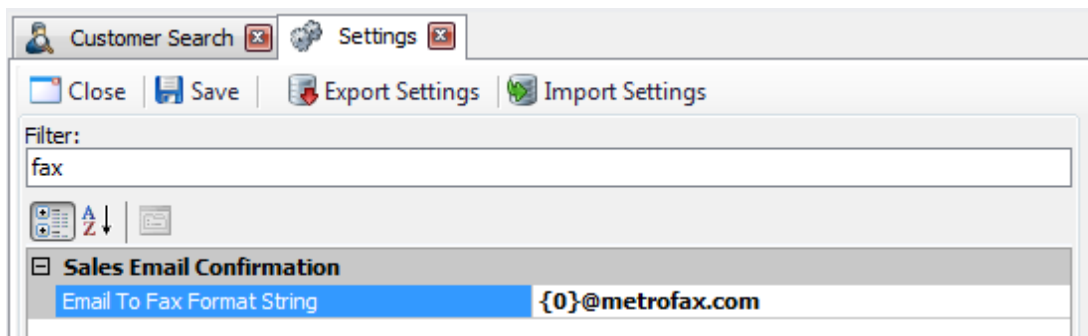 Customer Search Settings
Close Save Export Settings Import Settings
Filter:
fax
Sales Email Confirmation
Email To Fax Format String {0}@metrofax.com